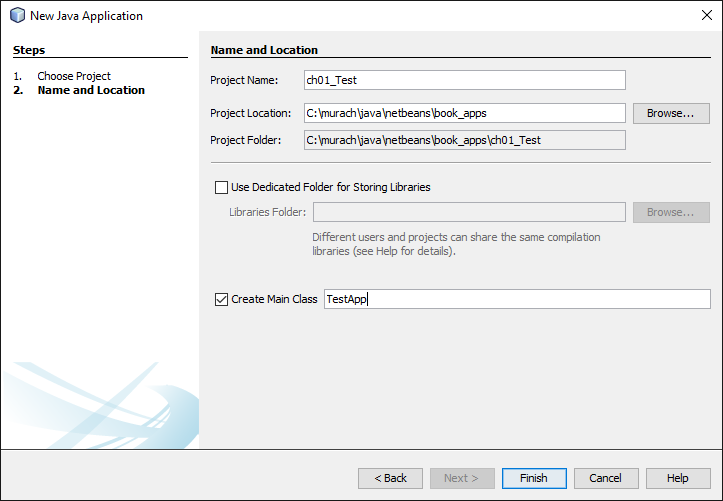 New Java Application
Steps
1. Choose Project
2. Name and Location
Name and Location
Project Name: ch01_Test
Project Location: C:\murach\java\netbeans\book_apps Browse...
Project Folder: C:\murach\java\netbeans\book_apps\ch01_Test
Use Dedicated Folder for Storing Libraries
Libraries Folder: Browse...
Different users and projects can share the same compilation
libraries (see Help for details).
Create Main Class TestApp
< Back Next > Finish Cancel Help